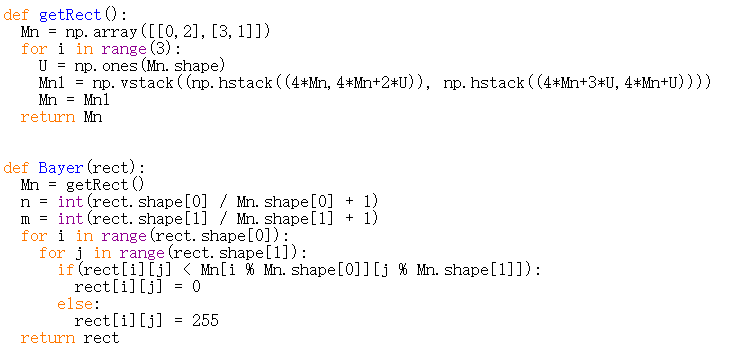 def getRect():
  Mn = np.array([[0,2],[3,1]])
  for i in range(3):
    U = np.ones(Mn.shape)
    Mn1 = np.vstack((np.hstack((4*Mn,4*Mn+2*U)), np.hstack((4*Mn+3*U,4*Mn+U))))
    Mn = Mn1
  return Mn

def Bayer(rect):
  Mn = getRect()
  n = int(rect.shape[0] / Mn.shape[0] + 1)
  m = int(rect.shape[1] / Mn.shape[1] + 1)
  for i in range(rect.shape[0]):
    for j in range(rect.shape[1]):
      if(rect[i][j] < Mn[i % Mn.shape[0]][j % Mn.shape[1]]):
        rect[i][j] = 0
      else:
        rect[i][j] = 255
  return rect